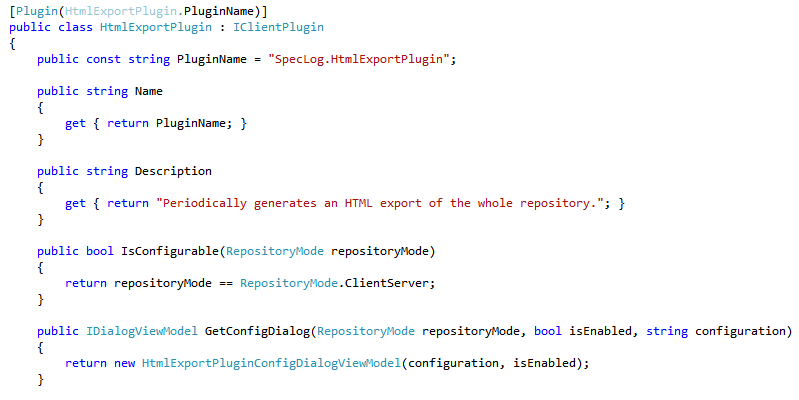 [Plugin(HtmlExportPlugin.PluginName)]
public class HtmlExportPlugin : IClientPlugin
{
    public const string PluginName = "SpecLog.HtmlExportPlugin";

    public string Name
    {
        get { return PluginName; }
    }

    public string Description
    {
        get { return "Periodically generates an HTML export of the whole repository."; }
    }

    public bool IsConfigurable(RepositoryMode repositoryMode)
    {
        return repositoryMode == RepositoryMode.ClientServer;
    }

    public IDialogViewModel GetConfigDialog(RepositoryMode repositoryMode, bool isEnabled, string configuration)
    {
        return new HtmlExportPluginConfigDialogViewModel(configuration, isEnabled);
    }